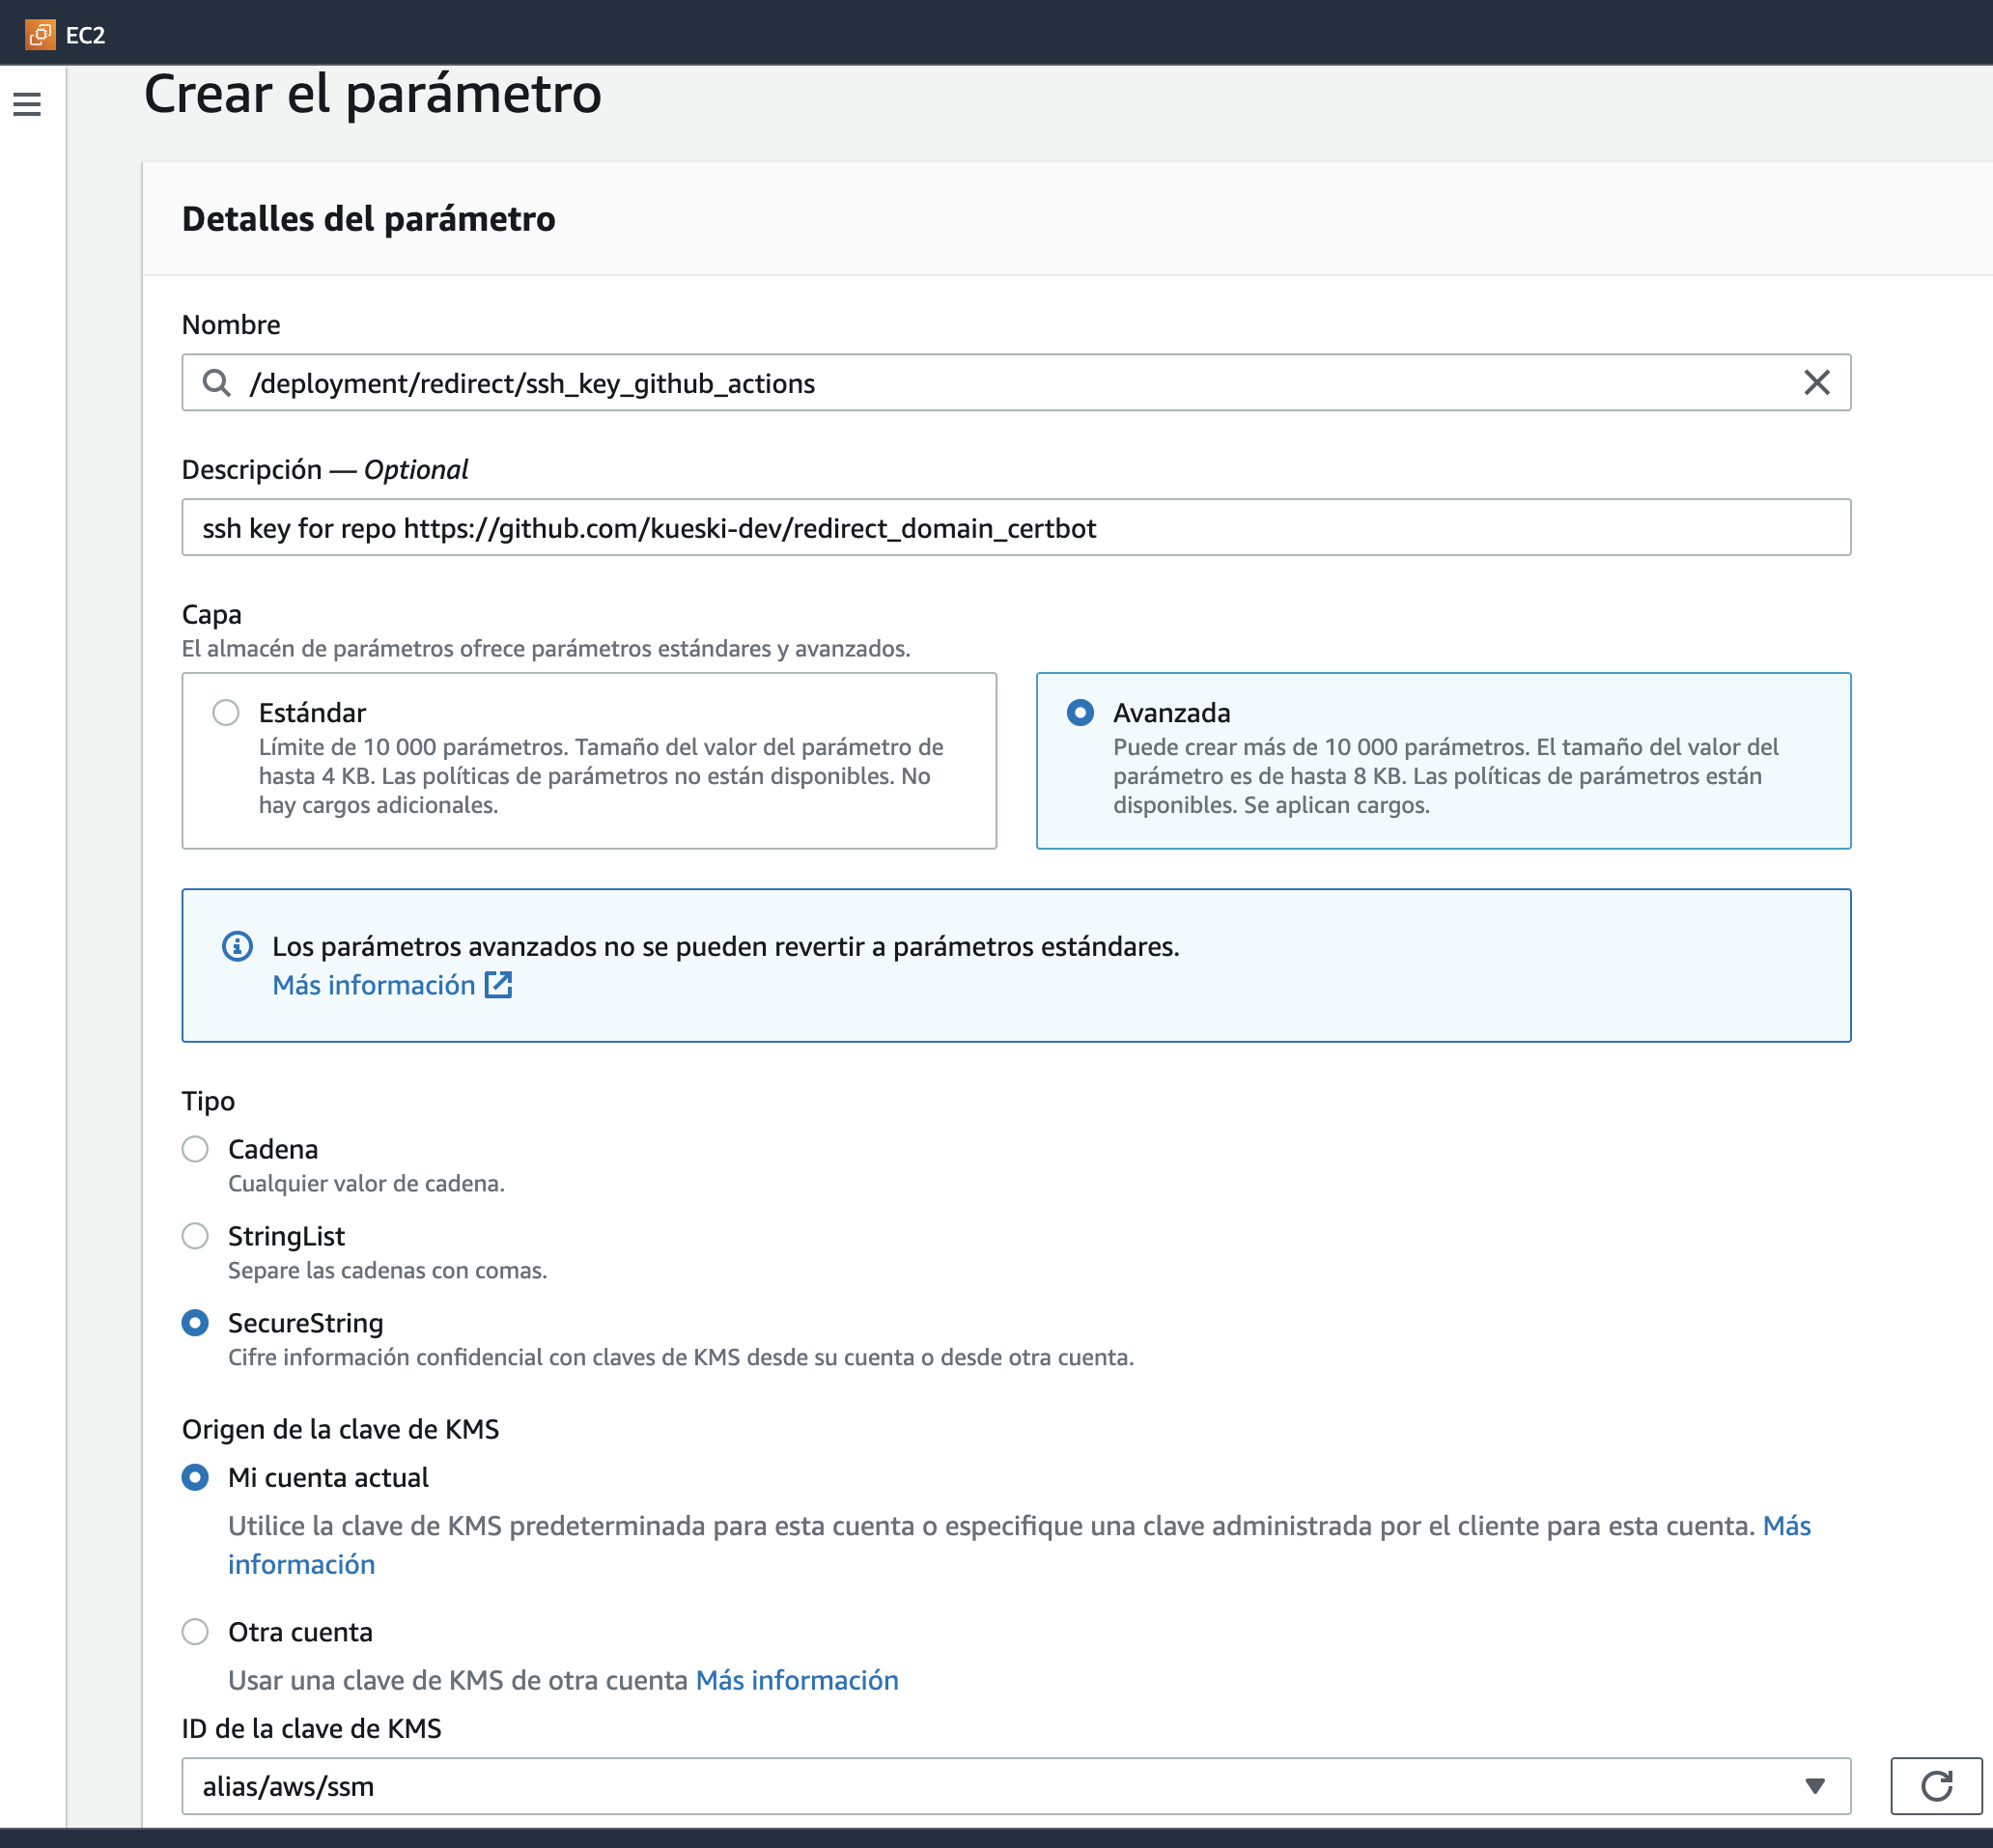 EC2
Crear el parámetro
Detalles del parámetro
Nombre
/deployment/redirect/ssh_key_github_actions
Descripción — Optional
ssh key for repo https://github.com/kueski-dev/redirect_domain_certbot
Capa
El almacén de parámetros ofrece parámetros estándares y avanzados.
Estándar
Límite de 10 000 parámetros. Tamaño del valor del parámetro de
hasta 4 KB. Las políticas de parámetros no están disponibles. No
hay cargos adicionales.
Avanzada
Puede crear más de 10 000 parámetros. El tamaño del valor del
parámetro es de hasta 8 KB. Las políticas de parámetros están
disponibles. Se aplican cargos.
Los parámetros avanzados no se pueden revertir a parámetros estándares.
Más información
Tipo
Cadena
Cualquier valor de cadena.
StringList
Separe las cadenas con comas.
SecureString
Cifre información confidencial con claves de KMS desde su cuenta o desde otra cuenta.
Origen de la clave de KMS
Mi cuenta actual
Utilice la clave de KMS predeterminada para esta cuenta o especifique una clave administrada por el cliente para esta cuenta. Más
información
Otra cuenta
Usar una clave de KMS de otra cuenta Más información
ID de la clave de KMS
alias/aws/ssm